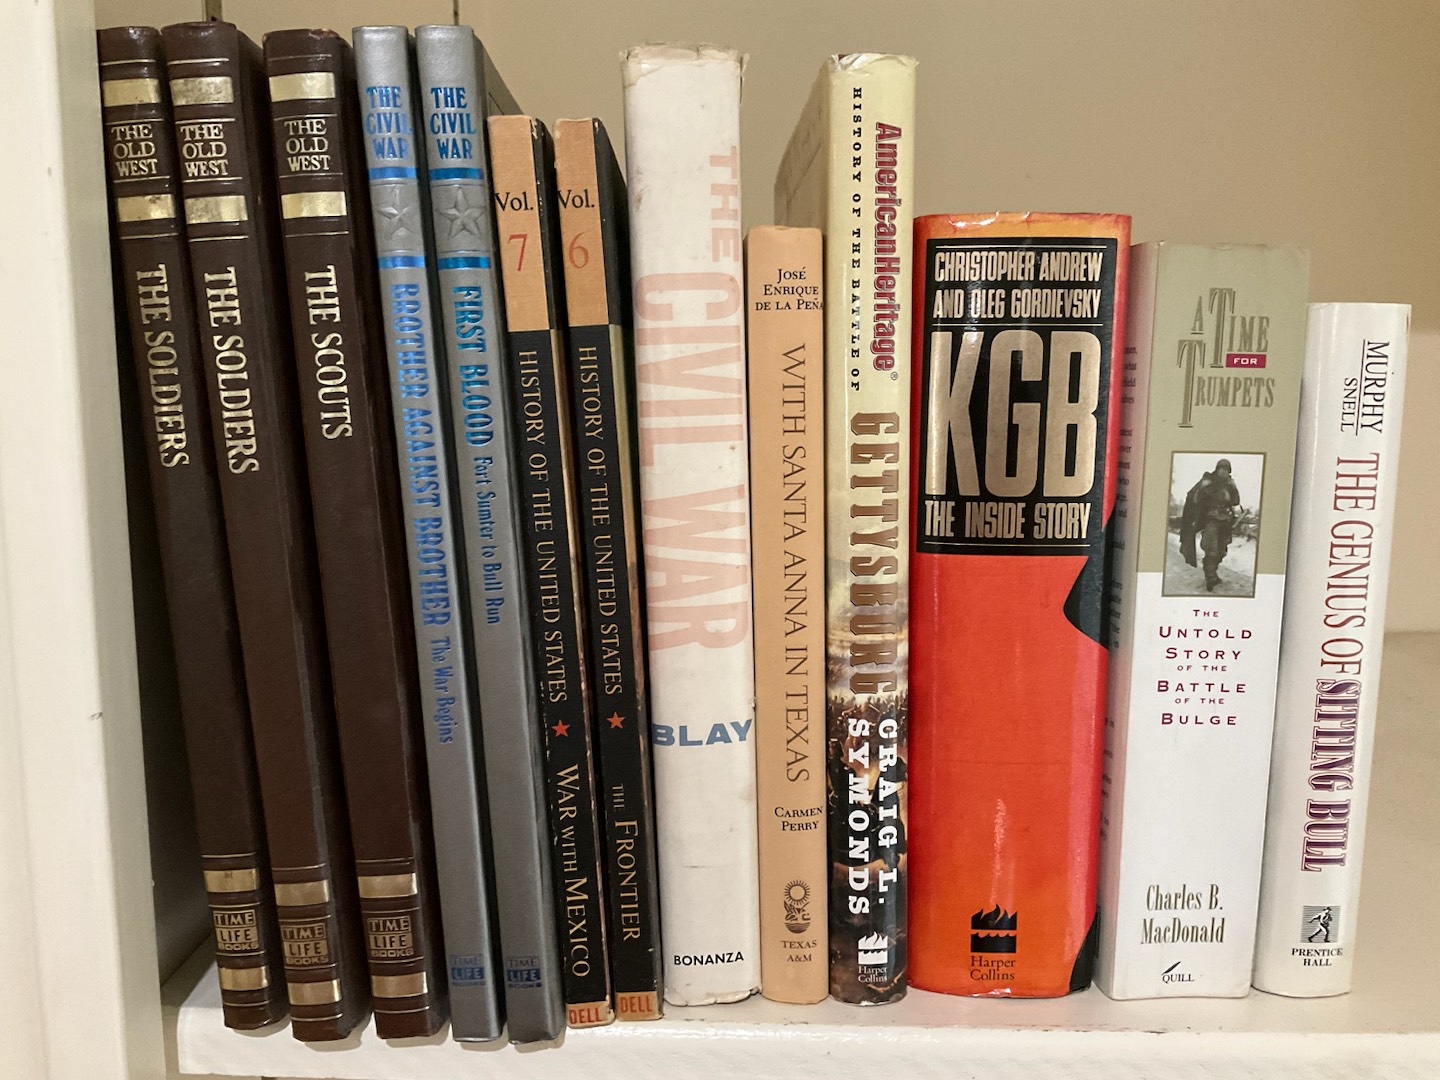 THE
OLD
WEST
THE SOLDIERS
TIME
LIFE
BOOKS
THE
OLD
WEST
THE SOLDIERS
TIME
LIFE
BOOKS
THE
OLD
WEST
THE SCOUTS
TIME
LIFE
BOOKS
THE
CIVIL
WAR
BROTHER AGAINST BROTHER The War Begins
TIME
LIFE
BOOKS
THE
CIVIL
WAR
FIRST BLOOD Fort Sumter to Bull Run
TIME
LIFE
BOOKS
Vol.
7
HISTORY OF THE UNITED STATES ★ WAR WITH MEXICO
DELL
Vol.
6
HISTORY OF THE UNITED STATES ★ THE FRONTIER
DELL
THE
CIVIL WAR
BLAY
BONANZA
JOSÉ
ENRIQUE
DE LA PEÑA
WITH SANTA ANNA IN TEXAS
CARMEN
PERRY
TEXAS
A&M
AmericanHeritage®
HISTORY OF THE BATTLE OF
GETTYSBURG
CRAIG L.
SYMONDS
Harper
Collins
CHRISTOPHER ANDREW
AND OLEG GORDIEVSKY
KGB
THE INSIDE STORY
Harper
Collins
A TIME
FOR
TRUMPETS
THE
UNTOLD
STORY
OF THE
BATTLE
OF THE
BULGE
Charles B.
MacDonald
QUILL
MURPHY
SNELL
THE GENIUS OF SITTING BULL
PRENTICE
HALL